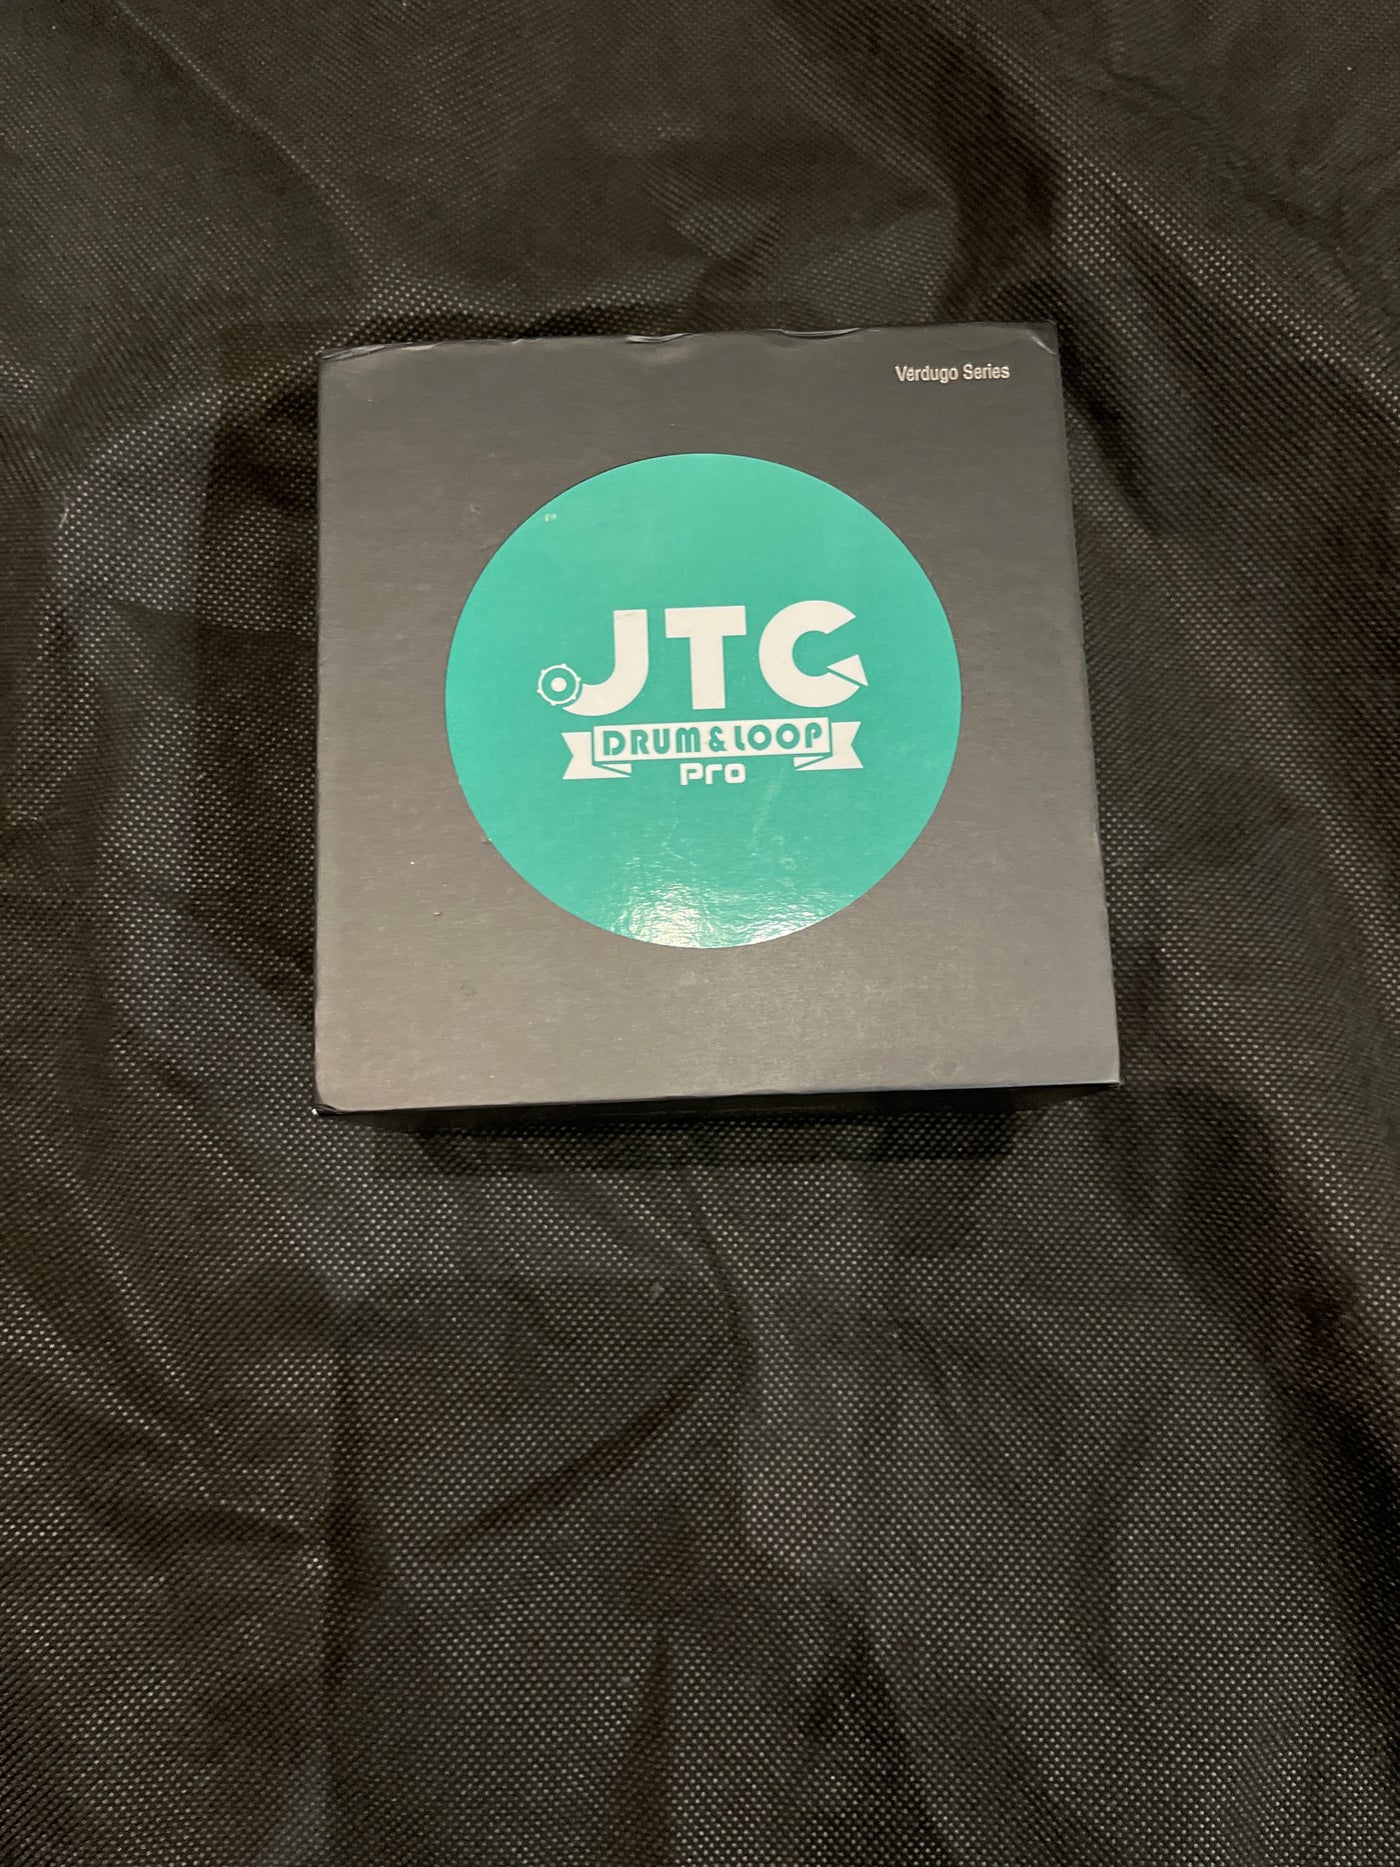 Verdugo Series
JTC
DRUM & LOOP
Pro